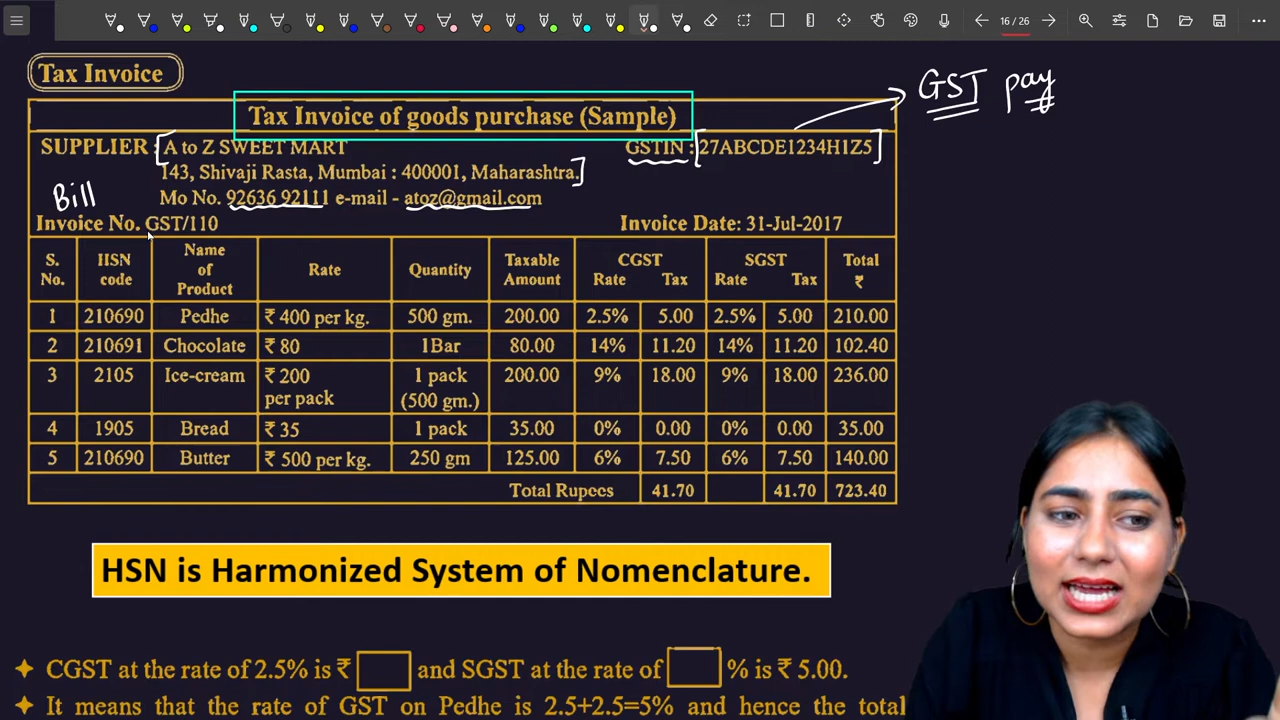 16/26
Tax Invoice
GST pay
Tax Invoice of goods purchase (Sample)
SUPPLIER : A to Z SWEET MART GSTIN : 27ABCDE1234H1Z5
143, Shivaji Rasta, Mumbai : 400001, Maharashtra.
Bill
Mo No. 92636 92111 e-mail - atoz@gmail.com
Invoice No. GST/110 Invoice Date: 31-Jul-2017
S. No. HSN code Name of Product Rate Quantity Taxable Amount CGST Rate Tax SGST Rate Tax Total ₹
1 210690 Pedhe ₹ 400 per kg. 500 gm. 200.00 2.5% 5.00 2.5% 5.00 210.00
2 210691 Chocolate ₹ 80 1Bar 80.00 14% 11.20 14% 11.20 102.40
3 2105 Ice-cream ₹ 200 per pack 1 pack (500 gm.) 200.00 9% 18.00 9% 18.00 236.00
4 1905 Bread ₹ 35 1 pack 35.00 0% 0.00 0% 0.00 35.00
5 210690 Butter ₹ 500 per kg. 250 gm 125.00 6% 7.50 6% 7.50 140.00
Total Rupees 41.70 41.70 723.40
HSN is Harmonized System of Nomenclature.
CGST at the rate of 2.5% is ₹ and SGST at the rate of % is ₹ 5.00.
It means that the rate of GST on Pedhe is 2.5+2.5=5% and hence the total